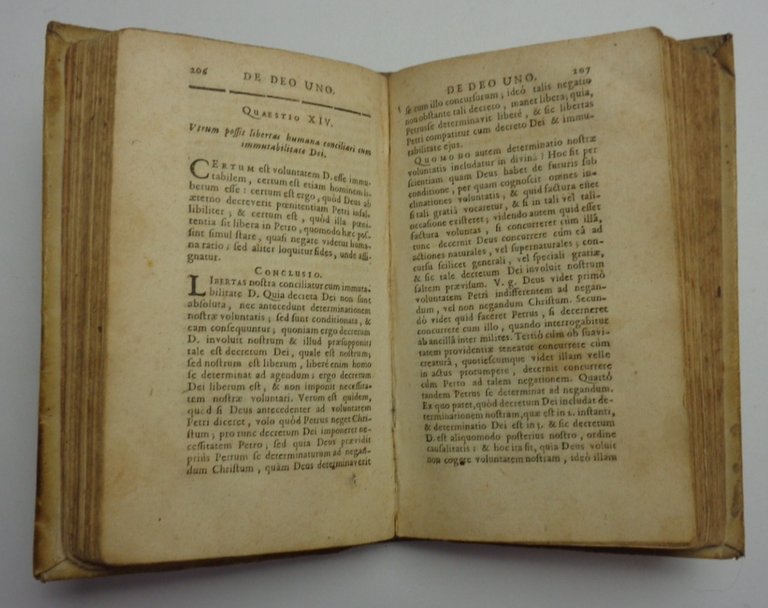 206
DE DEO UNO.
QUAESTIO XIV.
Utrum possit libertas humana conciliari cum
immutabilitate Dei.
CERTUM est voluntatem D. esse immu-
tabilem, certum est etiam hominem li-
berum esse: certum est ergo, quòd Deus ab
æterno decreverit pœnitentiam Petri infal-
libiliter; & certum est, quòd illa pœni-
tentia sit libera in Petro, quomodo hæc pos-
sint simul stare, quasi negare videtur huma-
na ratio; sed aliter loquitur fides, unde assi-
gnatur.
CONCLUSIO.
LIBERTAS nostra conciliatur cum immuta-
bilitate D. Quia decreta Dei non sunt
absoluta, nec antecedunt determinationem
nostræ voluntatis; sed sunt conditionata, &
eam consequuntur; quoniam ergo decretum
D. involuit nostrum & illud præsupponit
tale est decretum Dei, quale est nostrum;
sed nostrum est liberum, liberè enim homo
se determinat ad agendum: ergo decretum
Dei liberum est, & non imponit necessita-
tem nostræ voluntari. Verum est quidem,
quòd si Deus antecedenter ad voluntatem
Petri diceret, volo quòd Petrus neget Chri-
stum; pro tunc decretum Dei imponeret ne-
cessitatem Petro; sed quia Deus prævidit
priùs Petrum se determinaturum ad negan-
dum Christum, quàm Deus determinaverit
DE DEO UNO. 207
se cum illo concursorum; ideò talis negatio
non obstante tali decreto, manet libera; quia,
Petrus se determinavit liberè, & sic libertas
Petri compatitur cum decreto Dei & immu-
tabilitate ejus.
QUOMODO autem determinatio nostræ
voluntatis includatur in divinâ? Hoc fit per
scientiam quam Deus habet de futuris sub
conditione, per quam cognoscit omnes in-
clinationes voluntatis, & quid factura esset
si tali gratiâ vocaretur, & si in tali vel tali
occasione existeret; videndo autem quid esset
factura voluntas, si concurreret cum illâ,
tunc decernit Deus concurrere cum eâ ad
actiones naturales, vel supernaturales; con-
cursu scilicet generali, vel speciali gratiæ,
& sic tale decretum Dei involuit nostrum
saltem prævisum. V. g. Deus videt primò
voluntatem Petri indifferentem ad negan-
dum, vel non negandum Christum. Secun-
dò videt quid faceret Petrus, si decerneret
concurrere cum illo, quando interrogabitur
ab ancillâ inter milites. Tertiò cùm ob suavi-
tatem providentiæ teneatur concurrere cum
creaturâ, quotiescumque videt illam velle
in actus prorumpere, decernit concurrere
cùm Petro ad talem negationem. Quartò
tandem Petrus se determinat ad negandum.
Ex quo patet, quòd decretum Dei includat de-
terminationem nostram, quæ est in 2. instanti,
& determinatio Dei est in 3. & sic decretum
D. est aliquomodo posterius nostro, ordine
causalitatis: & hoc ita fit, quia Deus voluit
non cogere voluntatem nostram, ideò illam